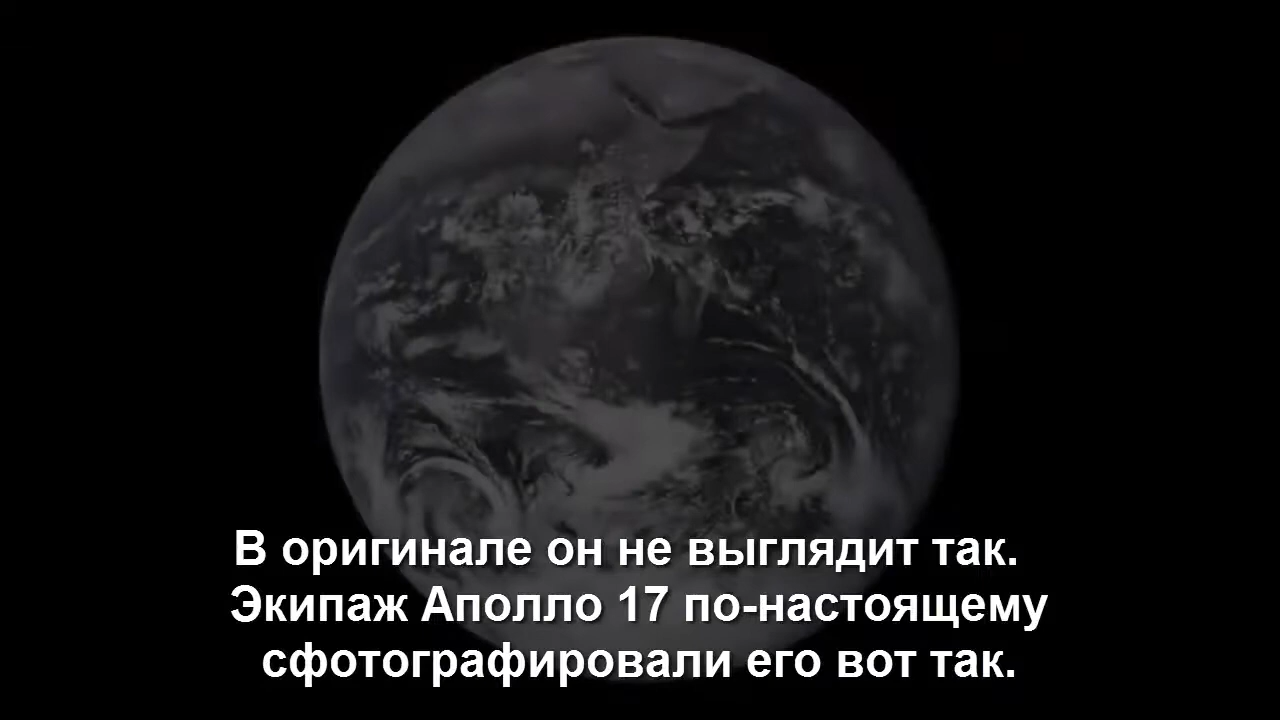 В оригинале он не выглядит так.
Экипаж Аполло 17 по-настоящему
сфотографировали его вот так.